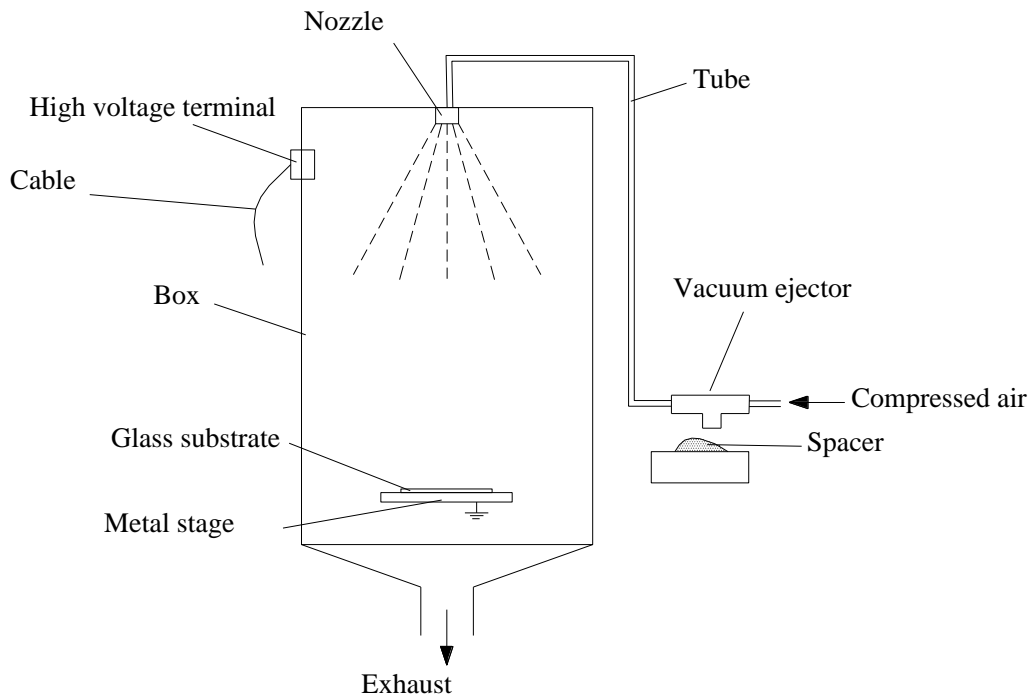 Nozzle
Tube
High voltage terminal
Cable
Box
Vacuum ejector
Compressed air
Glass substrate
Spacer
Metal stage
Exhaust